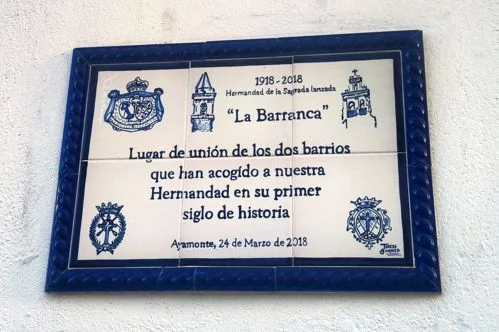 1918 - 2018
Hermandad de la Sagrada lanzada
"La Barranca"
Lugar de unión de los dos barrios
que han acogido a nuestra
Hermandad en su primer
siglo de historia
Ayamonte, 24 de Marzo de 2018